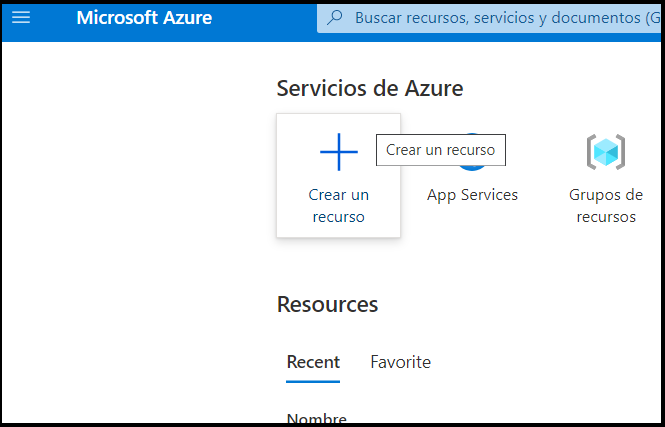 Microsoft Azure
Buscar recursos, servicios y documentos (G
Servicios de Azure
Crear un recurso
Crear un
recurso
App Services
Grupos de
recursos
Resources
Recent
Favorite
Nombre